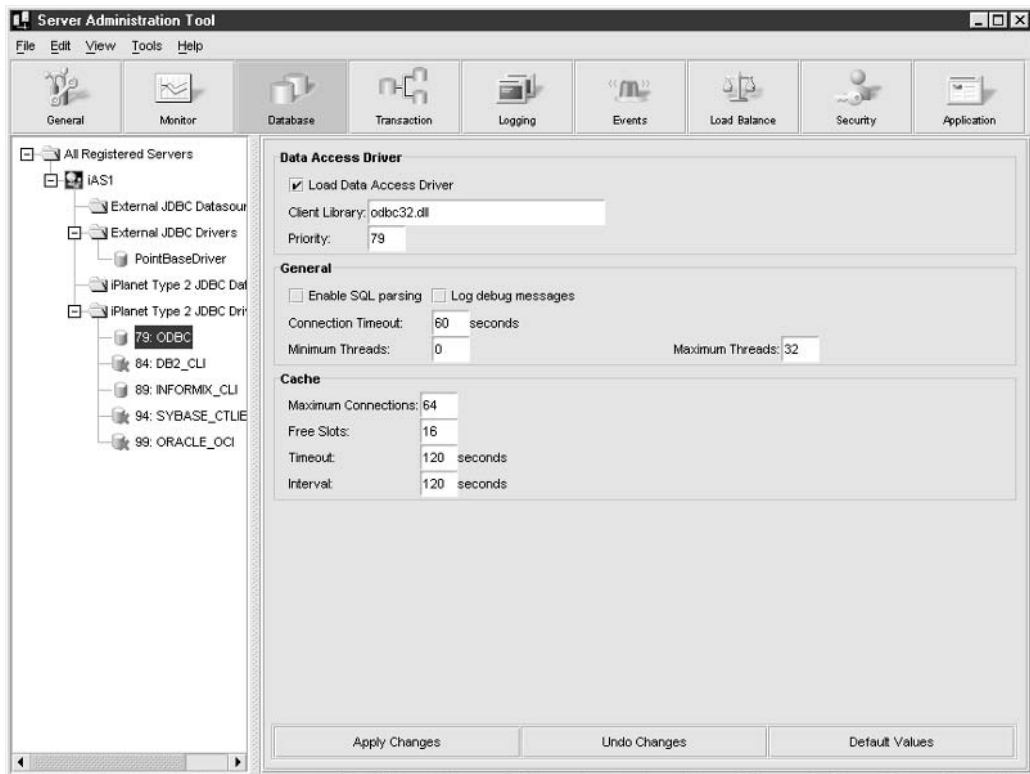 Server Administration Tool
File Edit View Tools Help
General Monitor Database Transaction Logging Events Load Balance Security Application
All Registered Servers
iAS1
External JDBC Datasour
External JDBC Drivers
PointBaseDriver
iPlanet Type 2 JDBC Dat
iPlanet Type 2 JDBC Dri
79: ODBC
84: DB2_CLI
89: INFORMIX_CLI
94: SYBASE_CTLIE
99: ORACLE_OCI
Data Access Driver
Load Data Access Driver
Client Library: odbc32.dll
Priority: 79
General
Enable SQL parsing Log debug messages
Connection Timeout: 60 seconds
Minimum Threads: 0 Maximum Threads: 32
Cache
Maximum Connections: 64
Free Slots: 16
Timeout: 120 seconds
Interval: 120 seconds
Apply Changes Undo Changes Default Values